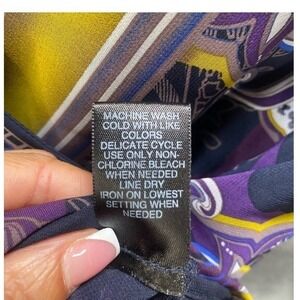 MACHINE WASH
COLD WITH LIKE
COLORS
DELICATE CYCLE
USE ONLY NON-
CHLORINE BLEACH
WHEN NEEDED
LINE DRY
IRON ON LOWEST
SETTING WHEN
NEEDED